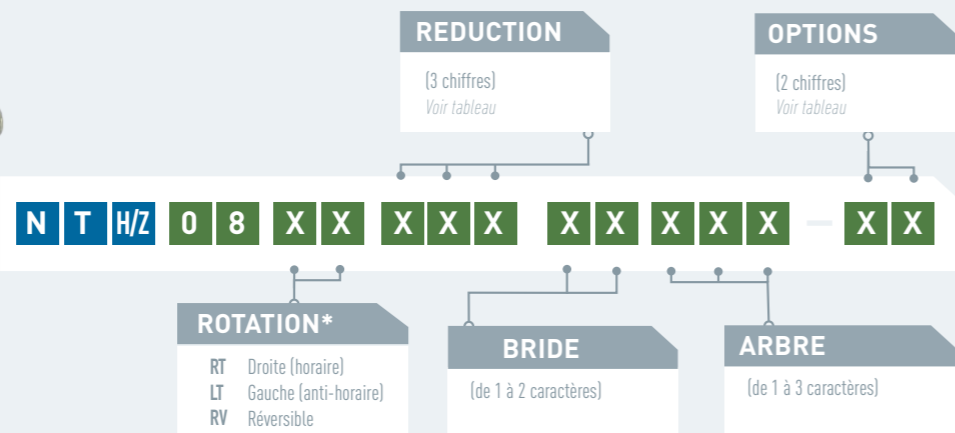 REDUCTION
(3 chiffres)
Voir tableau
OPTIONS
(2 chiffres)
Voir tableau
N T H/Z 0 8 X X X X X X X X X X – X X
ROTATION*
RT Droite (horaire)
LT Gauche (anti-horaire)
RV Réversible
BRIDE
(de 1 à 2 caractères)
ARBRE
(de 1 à 3 caractères)